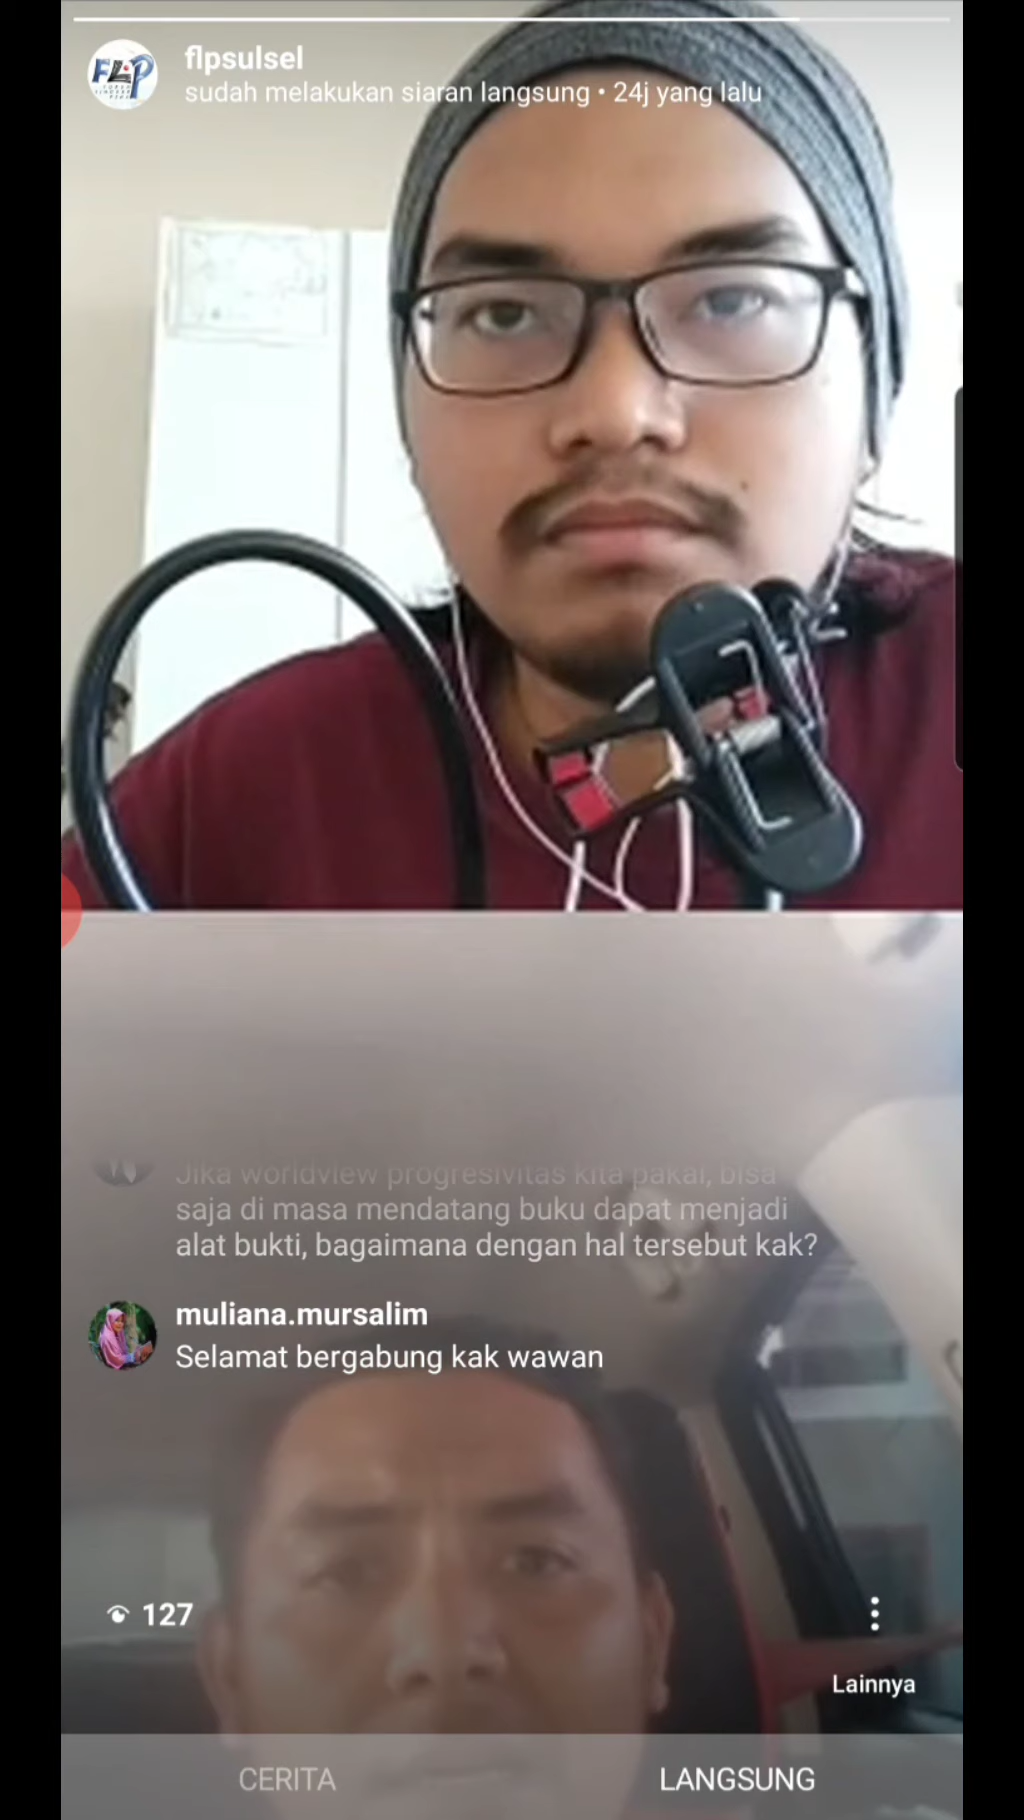 flpsulsel
sudah melakukan siaran langsung • 24j yang lalu
FLP
Jika worldview progresivitas kita pakai, bisa
saja di masa mendatang buku dapat menjadi
alat bukti, bagaimana dengan hal tersebut kak?
muliana.mursalim
Selamat bergabung kak wawan
127
Lainnya
CERITA
LANGSUNG